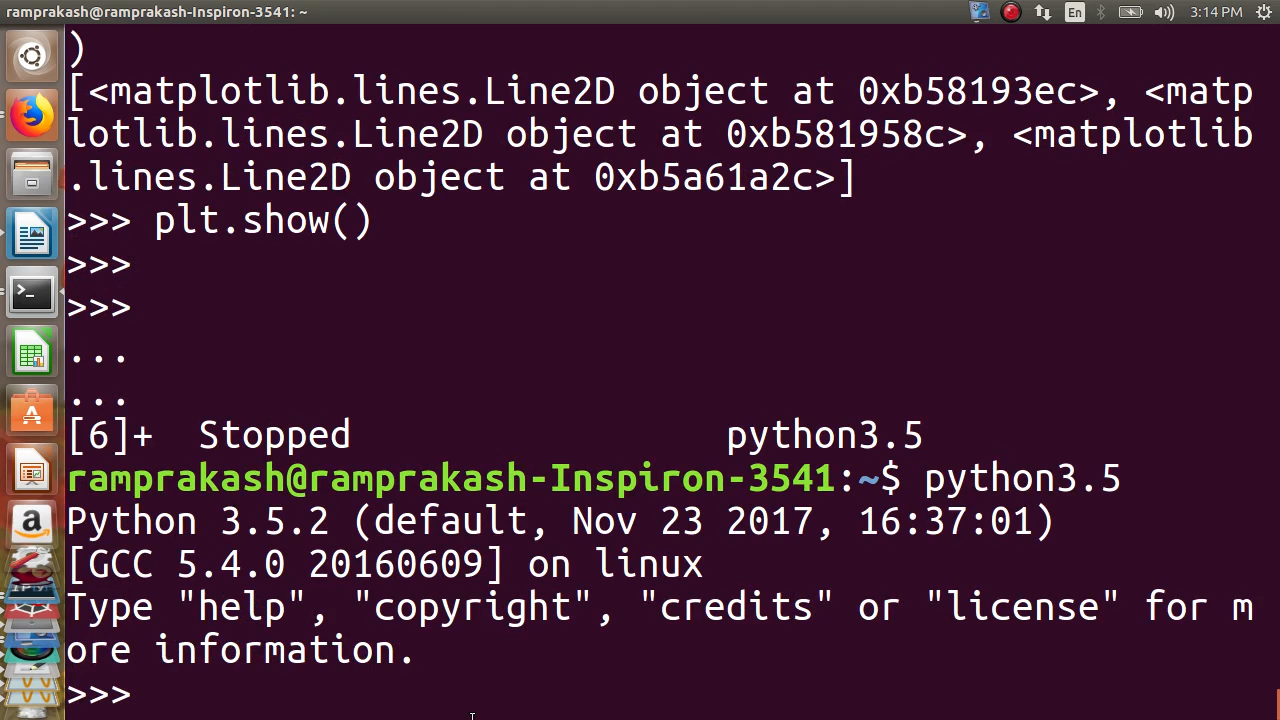 ramprakash@ramprakash-Inspiron-3541: ~
En
3:14 PM
)
[<matplotlib.lines.Line2D object at 0xb58193ec>, <matp
lotlib.lines.Line2D object at 0xb581958c>, <matplotlib
.lines.Line2D object at 0xb5a61a2c>]
>>> plt.show()
>>>
>>>
...
...
[6]+  Stopped                 python3.5
ramprakash@ramprakash-Inspiron-3541:~$ python3.5
Python 3.5.2 (default, Nov 23 2017, 16:37:01)
[GCC 5.4.0 20160609] on linux
Type "help", "copyright", "credits" or "license" for m
ore information.
>>>